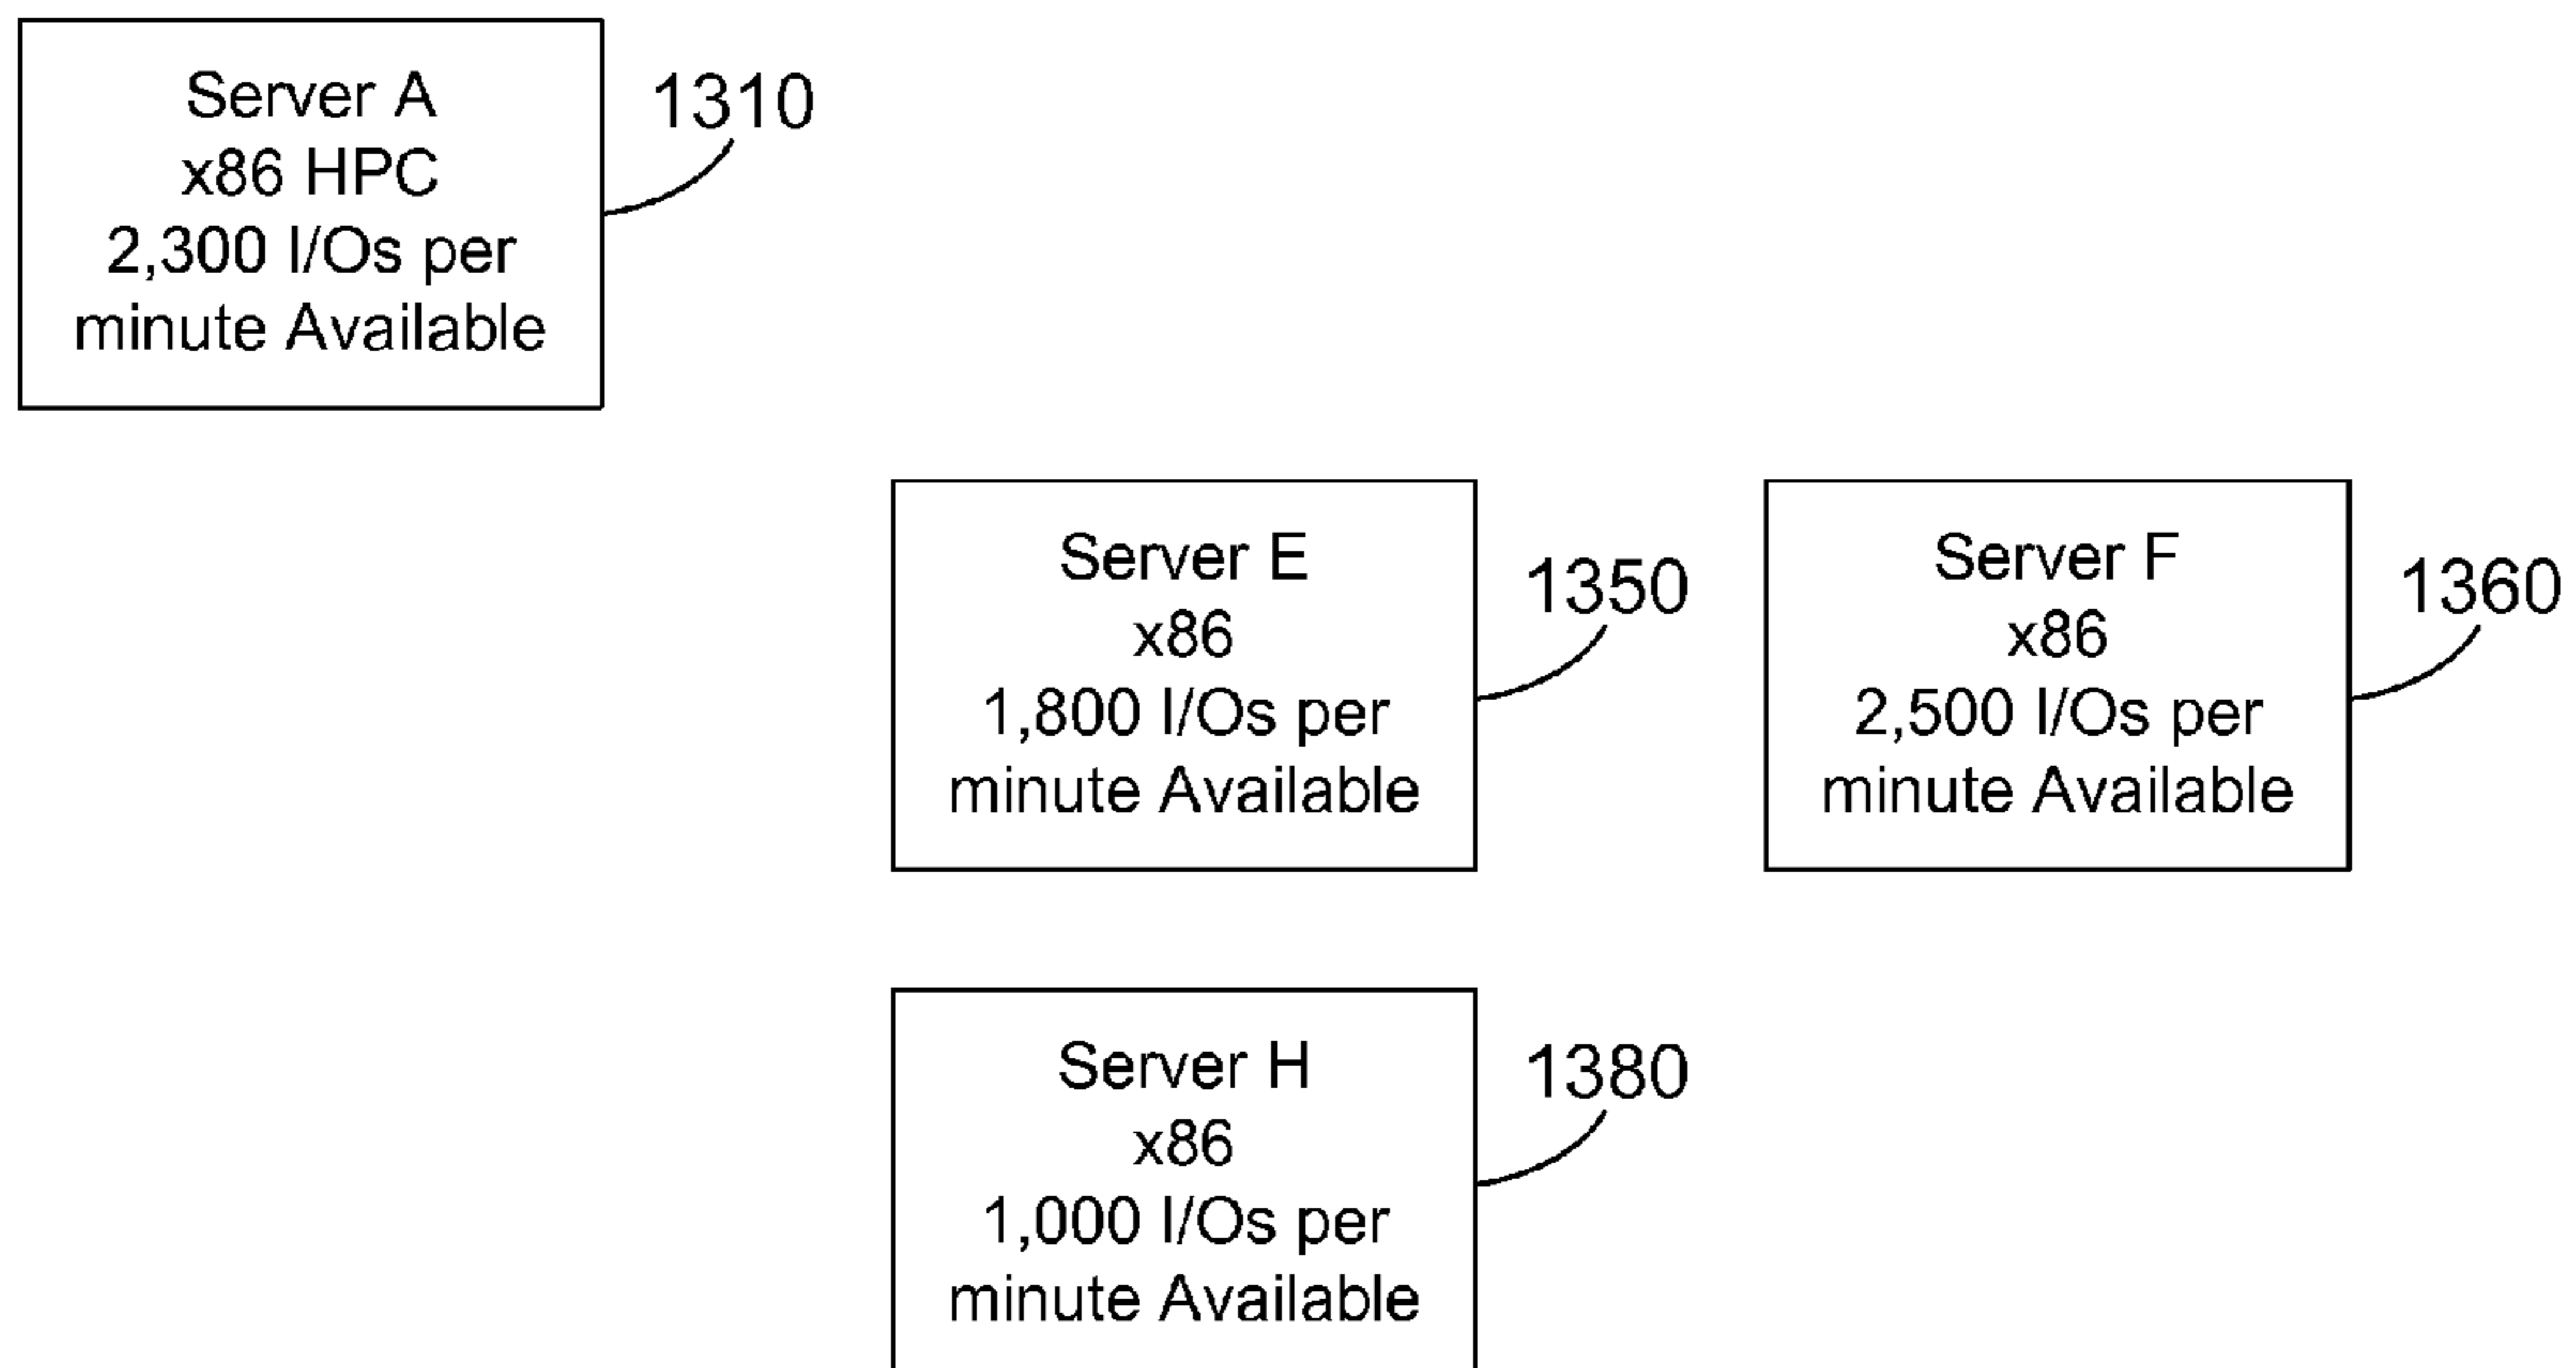 Server A
x86 HPC
2,300 I/Os per
minute Available
1310
Server E
x86
1,800 I/Os per
minute Available
1350
Server F
x86
2,500 I/Os per
minute Available
1360
Server H
x86
1,000 I/Os per
minute Available
1380